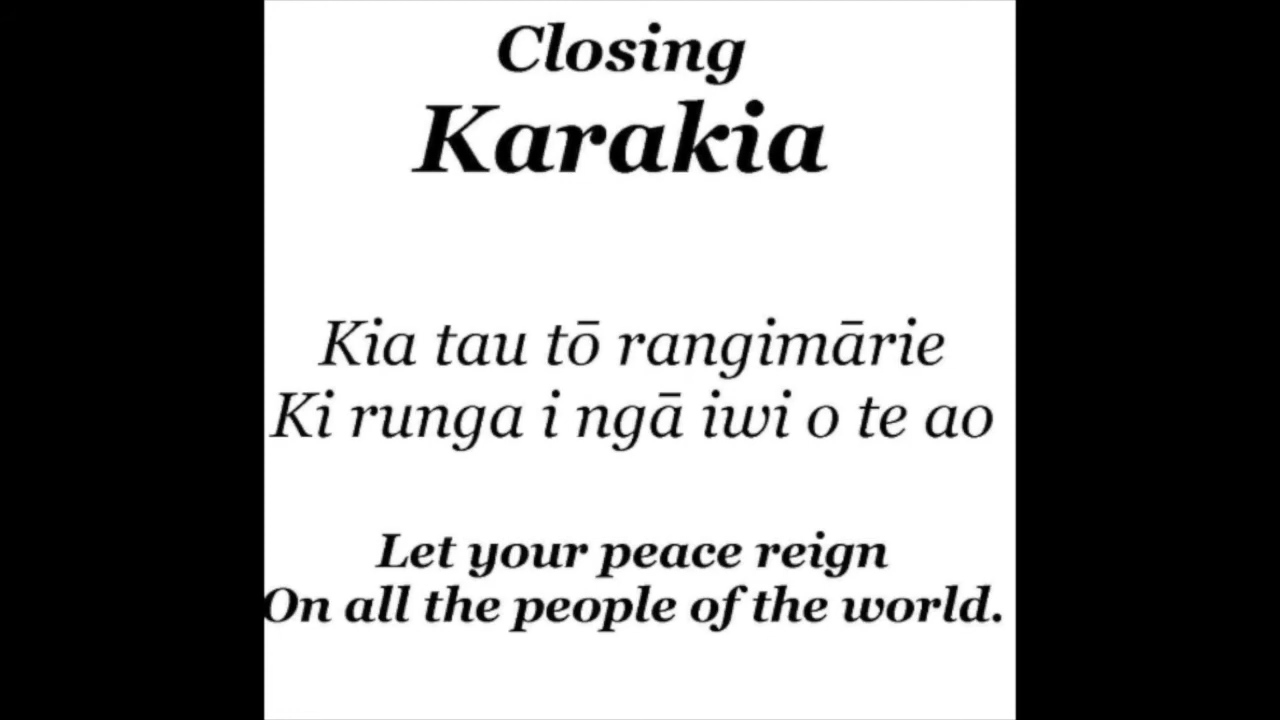 Closing
Karakia
Kia tau tō rangimārie
Ki runga i ngā iwi o te ao
Let your peace reign
On all the people of the world.